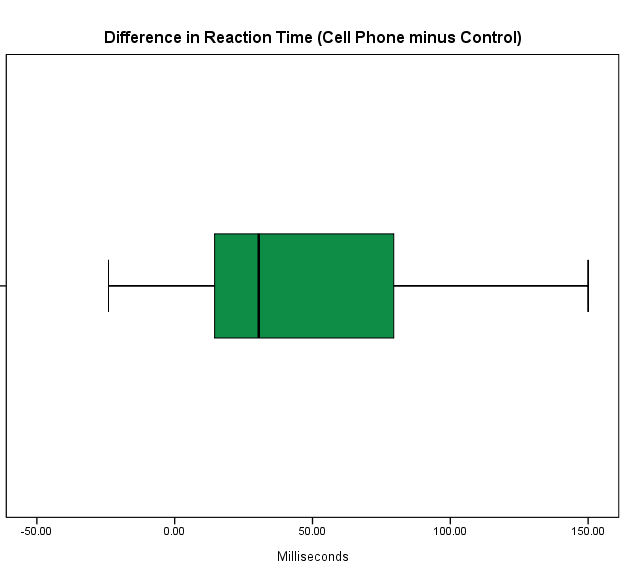 Difference in Reaction Time (Cell Phone minus Control)
-50.00 0.00 50.00 100.00 150.00
Milliseconds